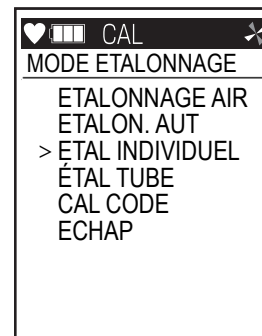 CAL
MODE ETALONNAGE
ETALONNAGE AIR
ETALON. AUT
> ETAL INDIVIDUEL
ÉTAL TUBE
CAL CODE
ECHAP